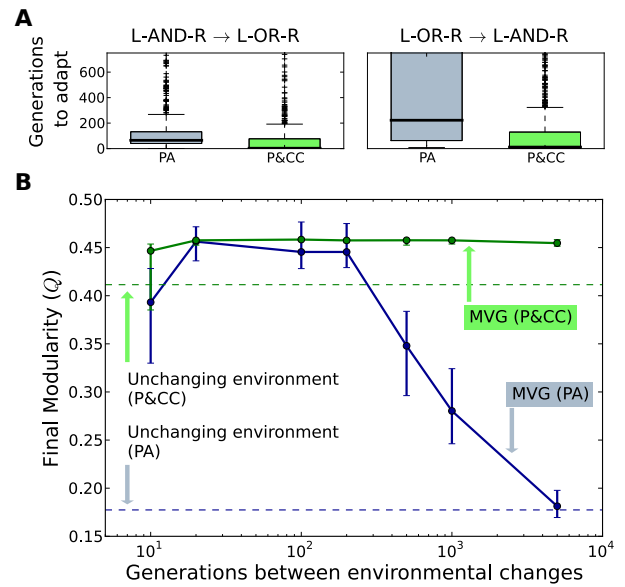 A
L-AND-R → L-OR-R
L-OR-R → L-AND-R
Generations
to adapt
600
400
200
0
PA
P&CC
PA
P&CC
B
Final Modularity (Q)
0.50
0.45
0.40
0.35
0.30
0.25
0.20
0.15
MVG (P&CC)
Unchanging environment
(P&CC)
MVG (PA)
Unchanging environment
(PA)
10¹
10²
10³
10⁴
Generations between environmental changes